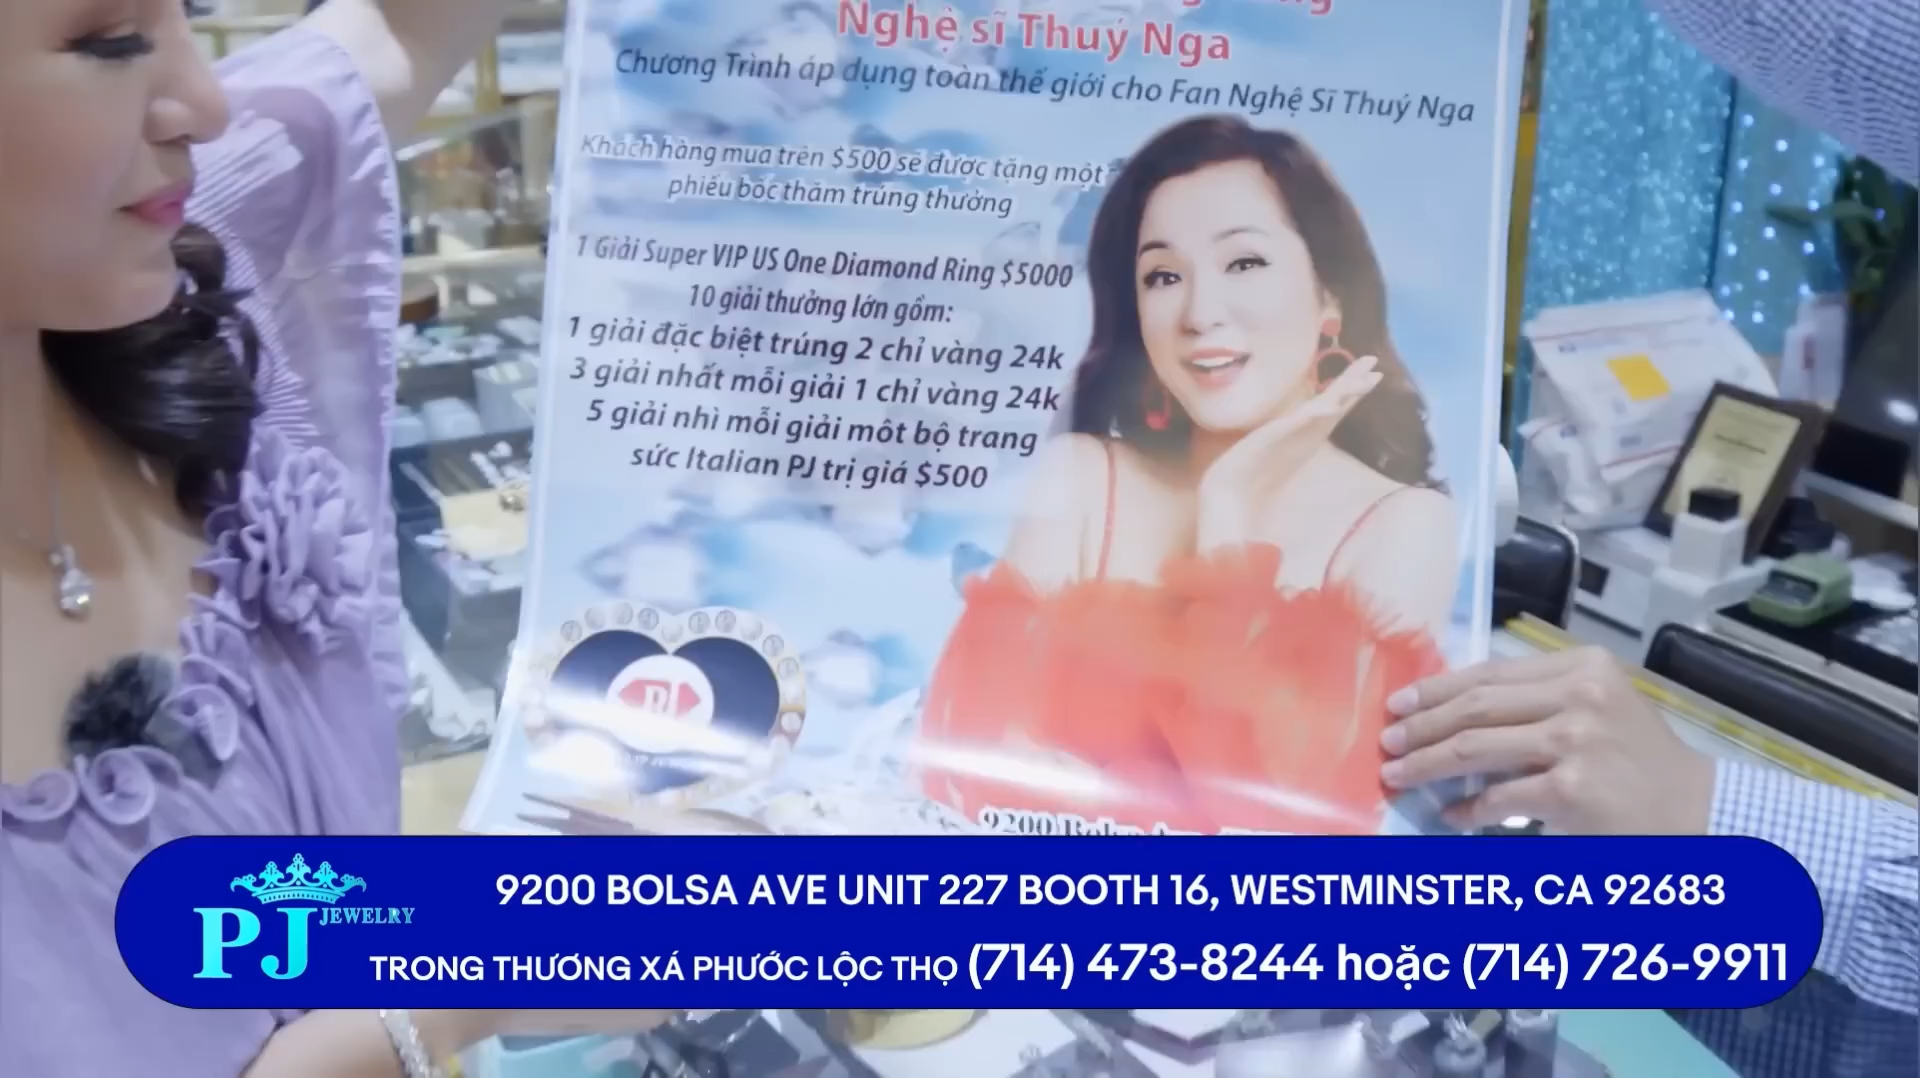 Nghệ sĩ Thuý Nga
Chương Trình áp dụng toàn thế giới cho Fan Nghệ Sĩ Thuý Nga
Khách hàng mua trên $500 sẽ được tặng một
phiếu bốc thăm trúng thưởng
1 Giải Super VIP US One Diamond Ring $5000
10 giải thưởng lớn gồm:
1 giải đặc biệt trúng 2 chỉ vàng 24k
3 giải nhất mỗi giải 1 chỉ vàng 24k
5 giải nhì mỗi giải một bộ trang
sức Italian PJ trị giá $500
PJ
9200
PJ JEWELRY
9200 BOLSA AVE UNIT 227 BOOTH 16, WESTMINSTER, CA 92683
TRONG THƯƠNG XÁ PHƯỚC LỘC THỌ (714) 473-8244 hoặc (714) 726-9911